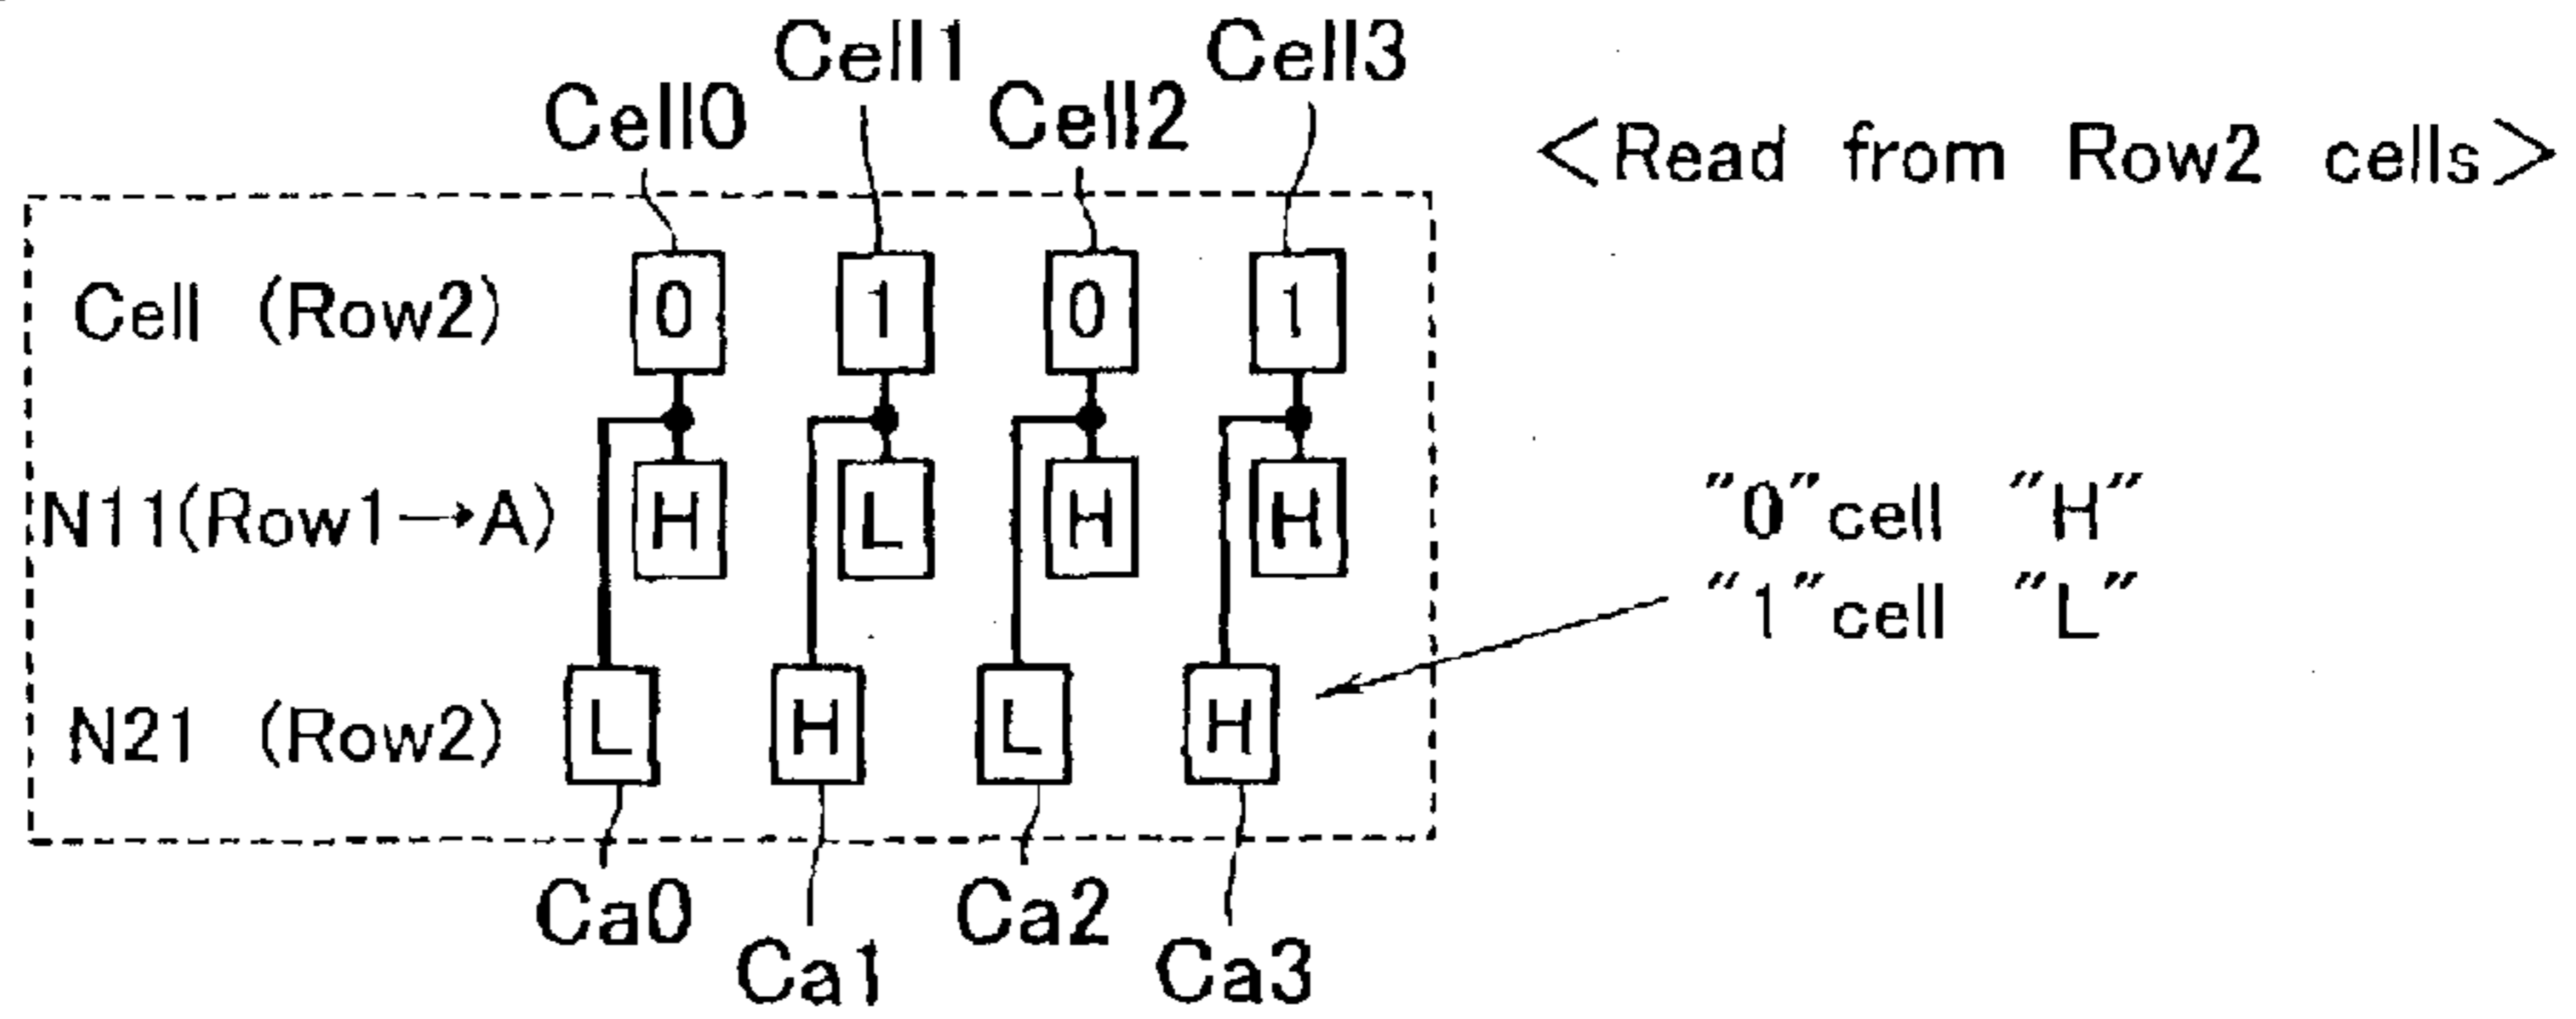 Cell0 Cell1 Cell2 Cell3
<Read from Row2 cells>
Cell (Row2) 0 1 0 1
N11(Row1→A) H L H H
"0"cell "H"
"1"cell "L"
N21 (Row2) L H L H
Ca0 Ca1 Ca2 Ca3